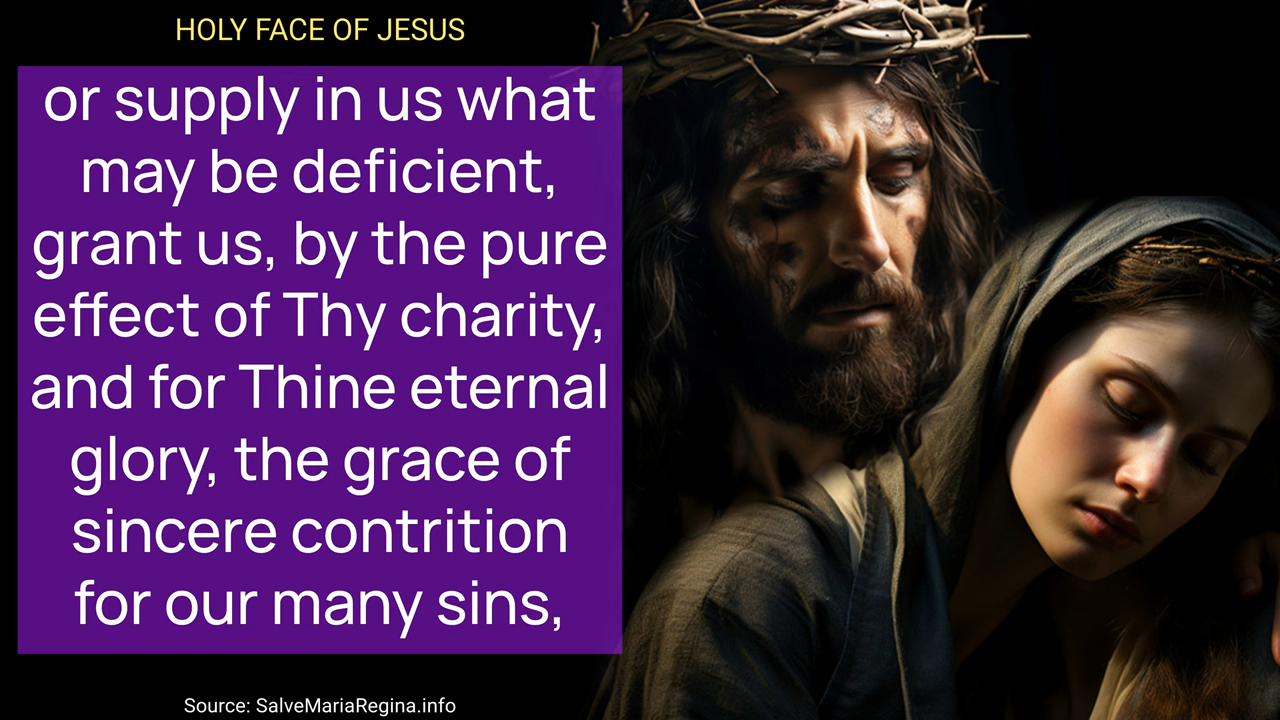 HOLY FACE OF JESUS
or supply in us what
may be deficient,
grant us, by the pure
effect of Thy charity,
and for Thine eternal
glory, the grace of
sincere contrition
for our many sins,
Source: SalveMariaRegina.info